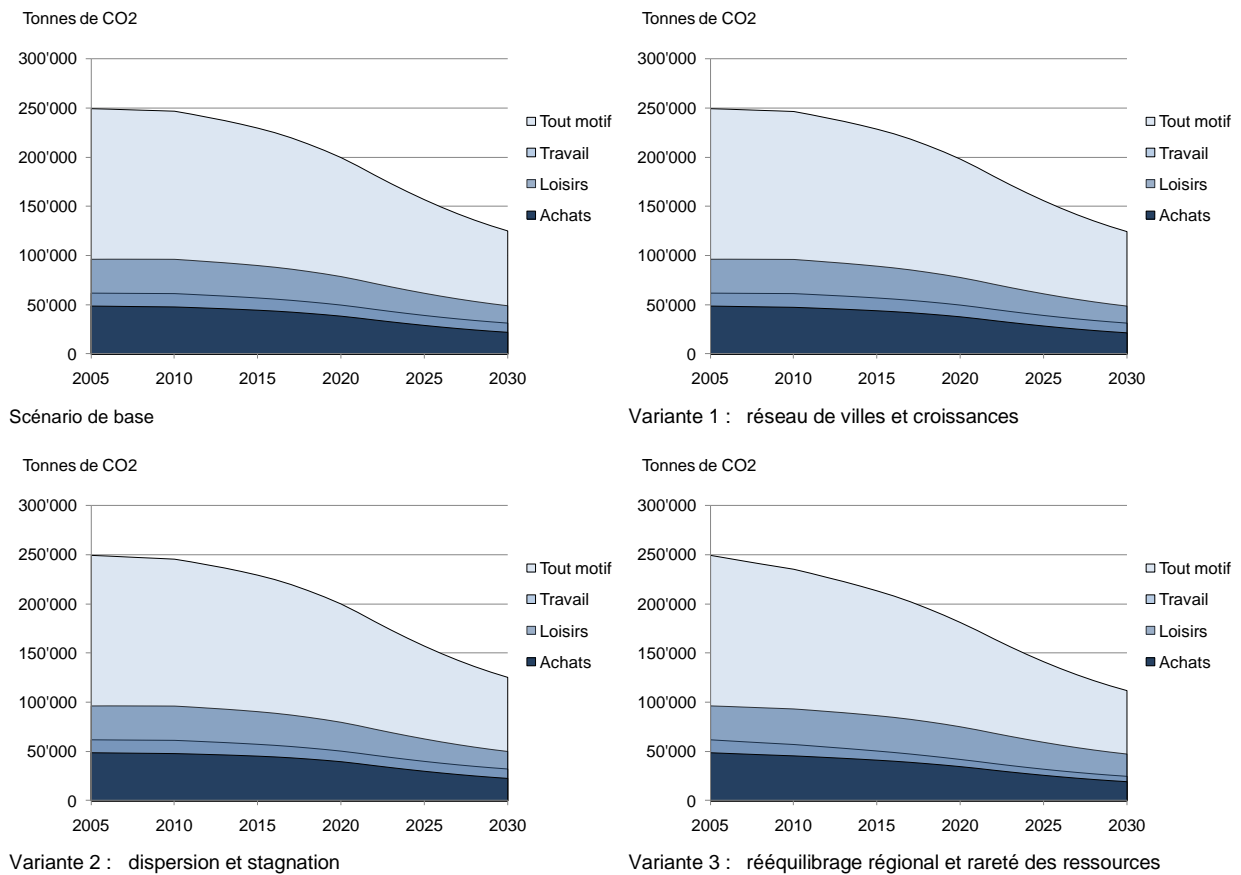 Tonnes de CO2
300'000
250'000
200'000
150'000
100'000
50'000
0
2005 2010 2015 2020 2025 2030
Tout motif
Travail
Loisirs
Achats
Scénario de base
Tonnes de CO2
300'000
250'000
200'000
150'000
100'000
50'000
0
2005 2010 2015 2020 2025 2030
Tout motif
Travail
Loisirs
Achats
Variante 1 : réseau de villes et croissances
Tonnes de CO2
300'000
250'000
200'000
150'000
100'000
50'000
0
2005 2010 2015 2020 2025 2030
Tout motif
Travail
Loisirs
Achats
Variante 2 : dispersion et stagnation
Tonnes de CO2
300'000
250'000
200'000
150'000
100'000
50'000
0
2005 2010 2015 2020 2025 2030
Tout motif
Travail
Loisirs
Achats
Variante 3 : rééquilibrage régional et rareté des ressources